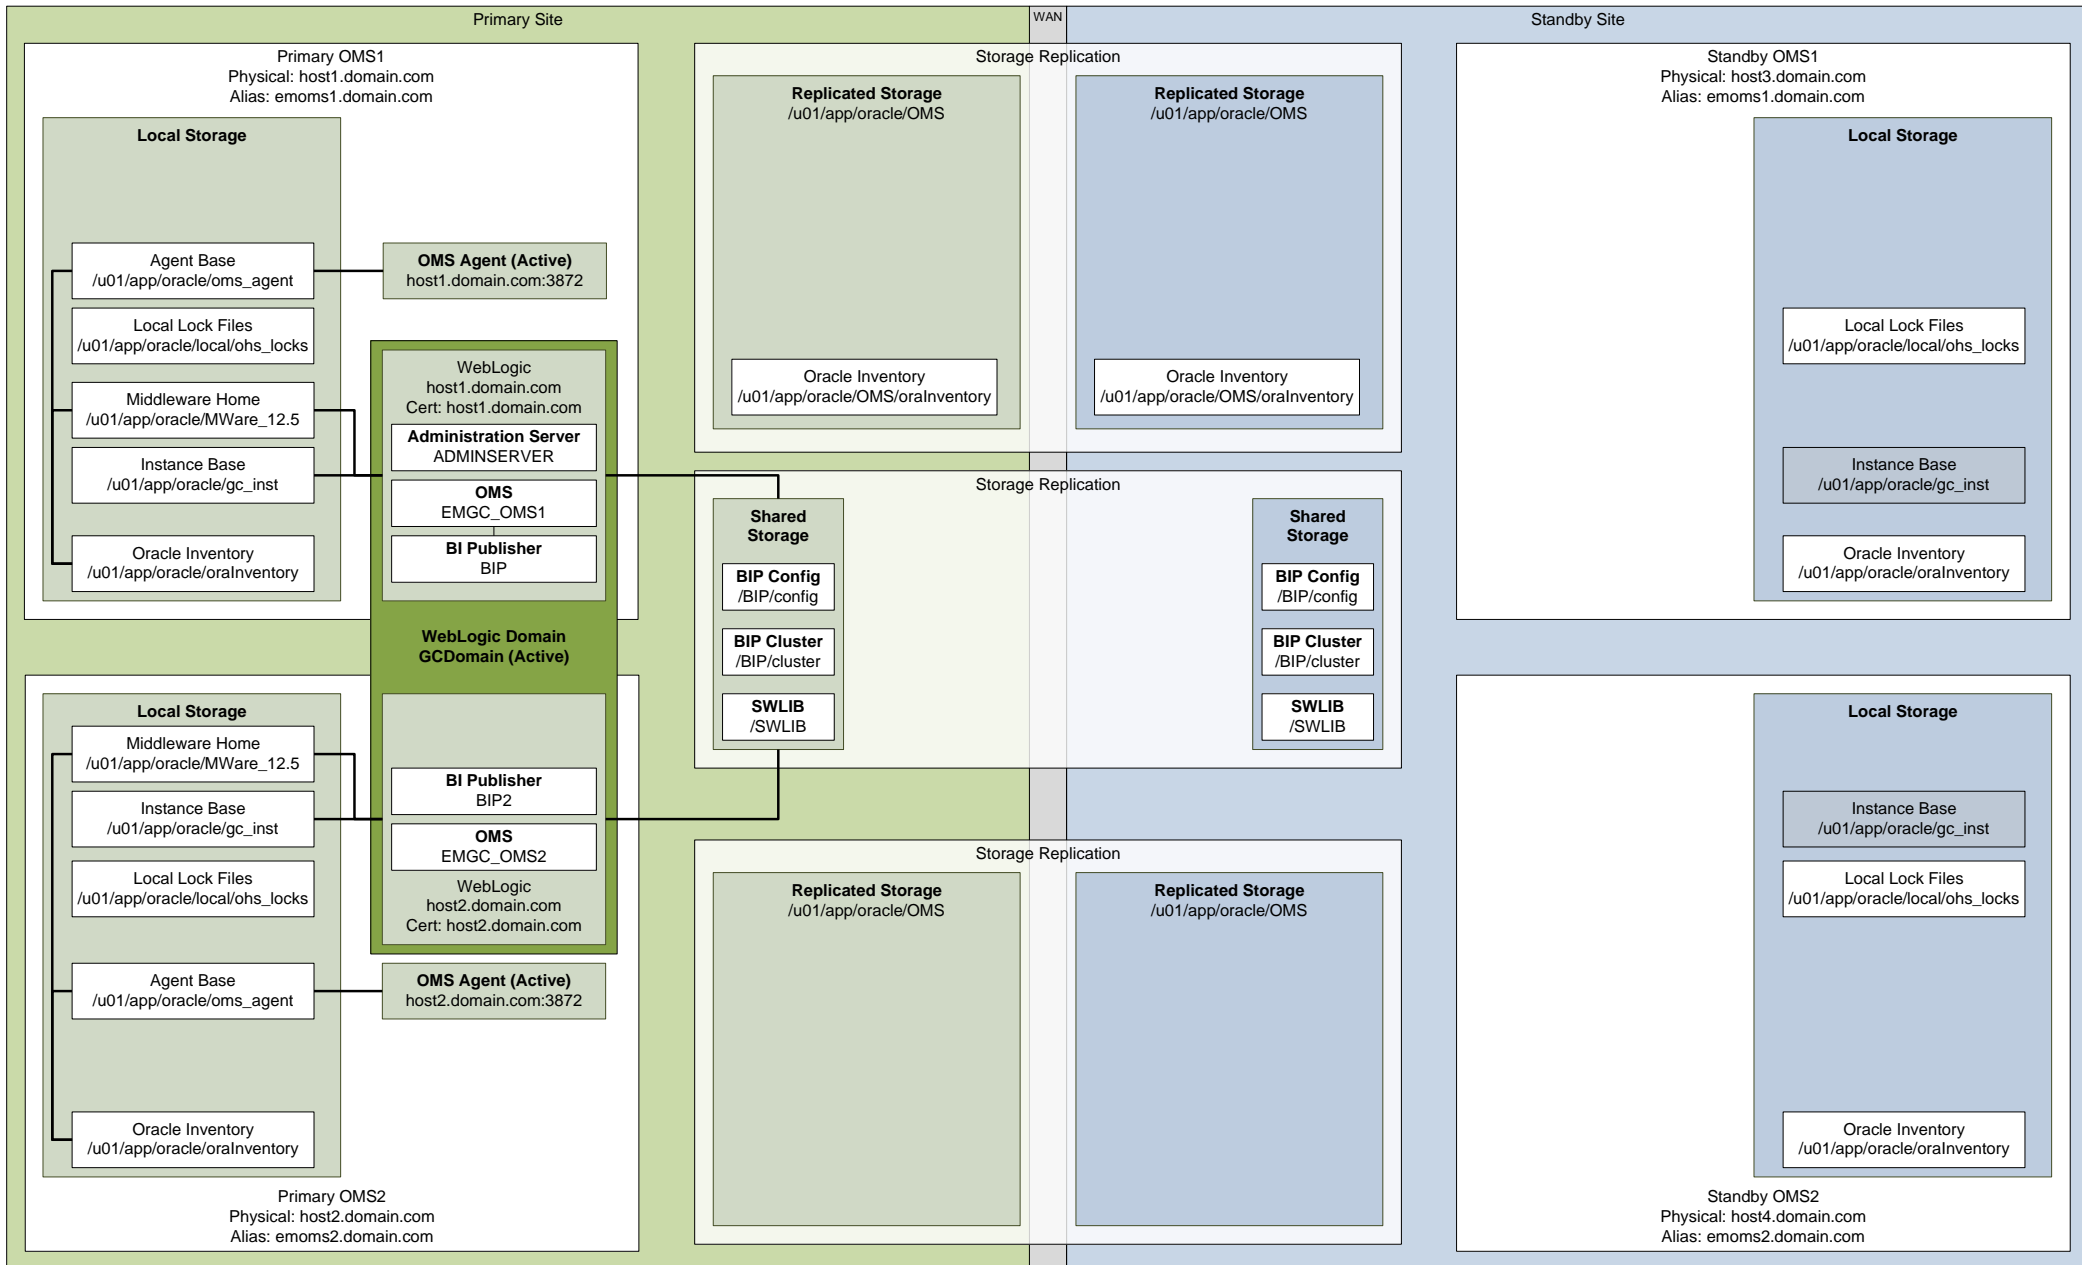 Primary Site
WAN
Standby Site
Primary OMS1
Physical: host1.domain.com
Alias: emoms1.domain.com
Local Storage
Agent Base
/u01/app/oracle/oms_agent
Local Lock Files
/u01/app/oracle/local/ohs_locks
Middleware Home
/u01/app/oracle/MWare_12.5
Instance Base
/u01/app/oracle/gc_inst
Oracle Inventory
/u01/app/oracle/oraInventory
OMS Agent (Active)
host1.domain.com:3872
WebLogic
host1.domain.com
Cert: host1.domain.com
Administration Server
ADMINSERVER
OMS
EMGC_OMS1
BI Publisher
BIP
WebLogic Domain
GCDomain (Active)
Local Storage
Middleware Home
/u01/app/oracle/MWare_12.5
Instance Base
/u01/app/oracle/gc_inst
Local Lock Files
/u01/app/oracle/local/ohs_locks
Agent Base
/u01/app/oracle/oms_agent
Oracle Inventory
/u01/app/oracle/oraInventory
BI Publisher
BIP2
OMS
EMGC_OMS2
WebLogic
host2.domain.com
Cert: host2.domain.com
OMS Agent (Active)
host2.domain.com:3872
Primary OMS2
Physical: host2.domain.com
Alias: emoms2.domain.com
Storage Replication
Replicated Storage
/u01/app/oracle/OMS
Oracle Inventory
/u01/app/oracle/OMS/oraInventory
Replicated Storage
/u01/app/oracle/OMS
Oracle Inventory
/u01/app/oracle/OMS/oraInventory
Storage Replication
Shared
Storage
BIP Config
/BIP/config
BIP Cluster
/BIP/cluster
SWLIB
/SWLIB
Shared
Storage
BIP Config
/BIP/config
BIP Cluster
/BIP/cluster
SWLIB
/SWLIB
Storage Replication
Replicated Storage
/u01/app/oracle/OMS
Replicated Storage
/u01/app/oracle/OMS
Standby OMS1
Physical: host3.domain.com
Alias: emoms1.domain.com
Local Storage
Local Lock Files
/u01/app/oracle/local/ohs_locks
Instance Base
/u01/app/oracle/gc_inst
Oracle Inventory
/u01/app/oracle/oraInventory
Local Storage
Instance Base
/u01/app/oracle/gc_inst
Local Lock Files
/u01/app/oracle/local/ohs_locks
Oracle Inventory
/u01/app/oracle/oraInventory
Standby OMS2
Physical: host4.domain.com
Alias: emoms2.domain.com